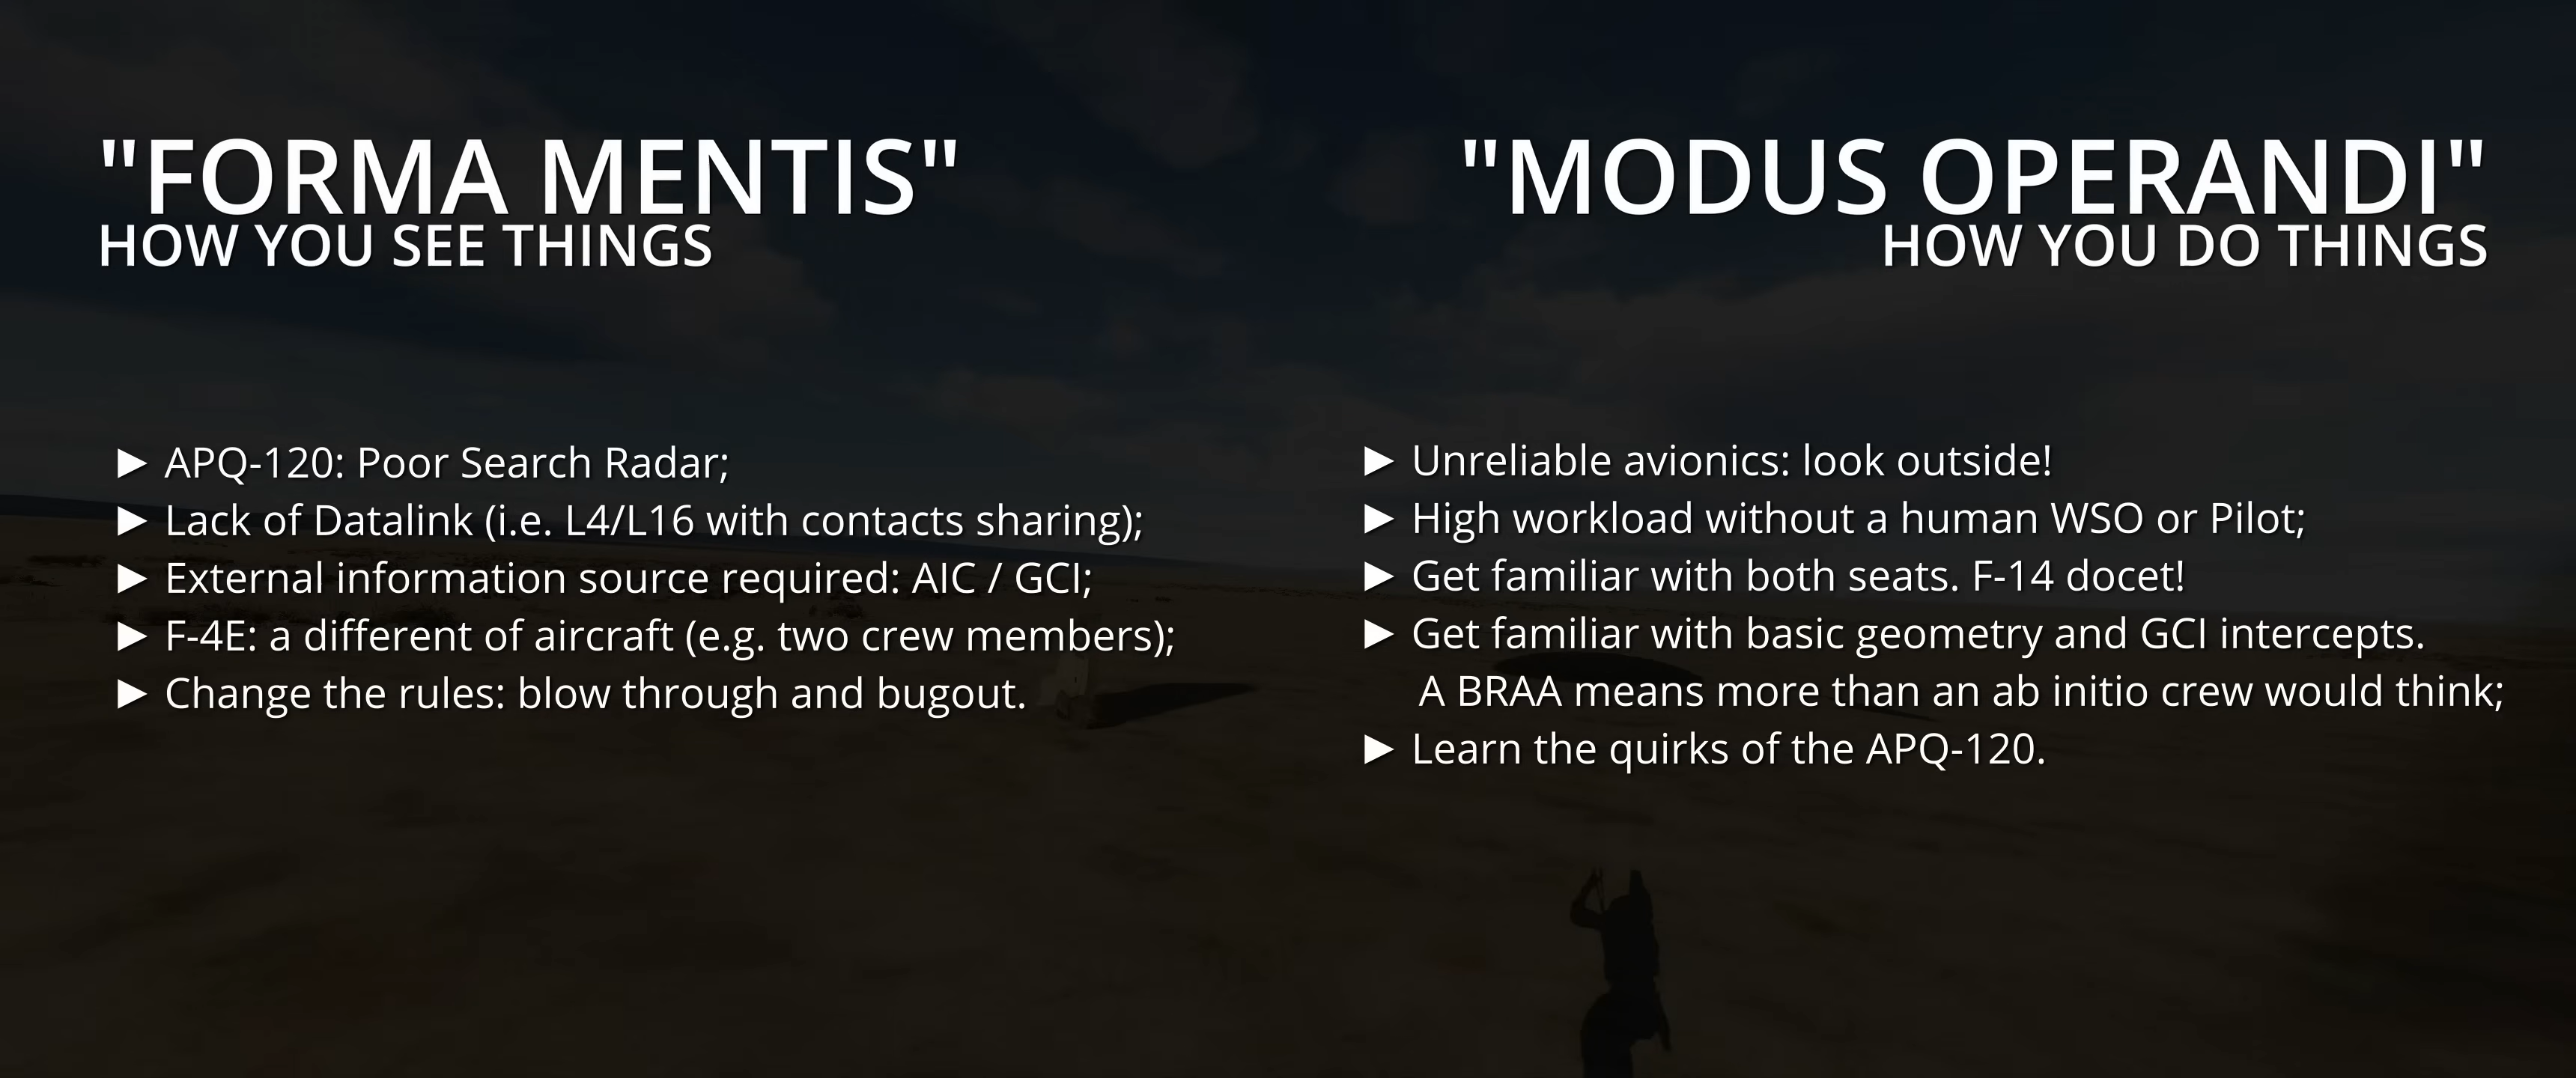 "FORMA MENTIS"
HOW YOU SEE THINGS
► APQ-120: Poor Search Radar;
► Lack of Datalink (i.e. L4/L16 with contacts sharing);
► External information source required: AIC / GCI;
► F-4E: a different of aircraft (e.g. two crew members);
► Change the rules: blow through and bugout.
"MODUS OPERANDI"
HOW YOU DO THINGS
► Unreliable avionics: look outside!
► High workload without a human WSO or Pilot;
► Get familiar with both seats. F-14 docet!
► Get familiar with basic geometry and GCI intercepts.
A BRAA means more than an ab initio crew would think;
► Learn the quirks of the APQ-120.